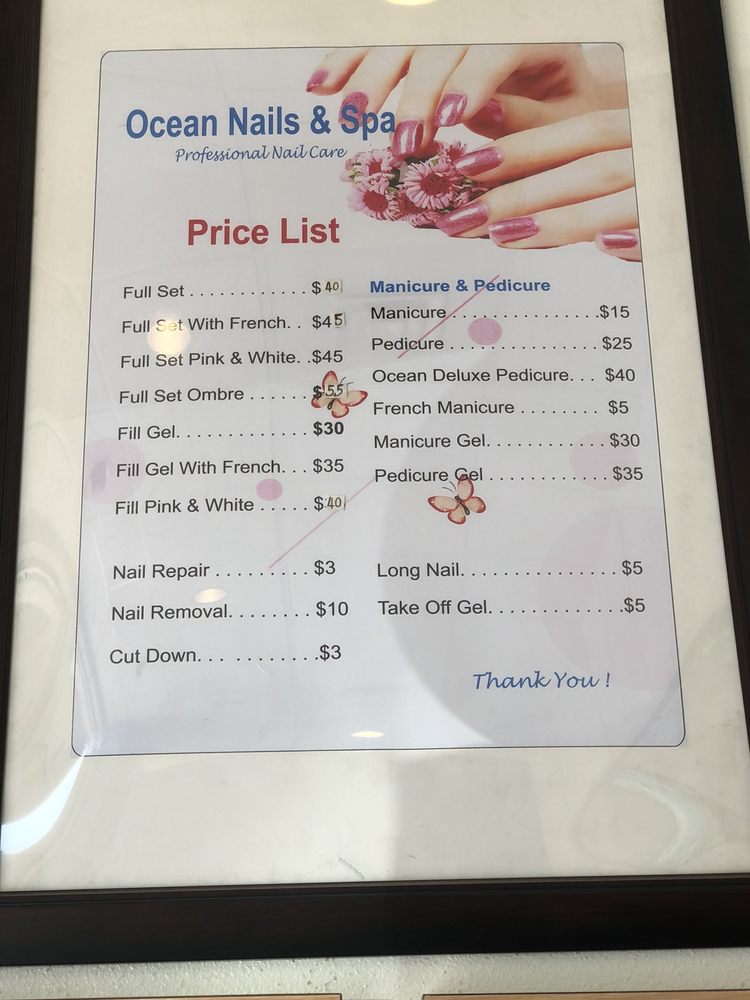 Ocean Nails & Spa
Professional Nail Care
Price List
Full Set . . . . . . . . . . . . $40
Full Set With French. . $45
Full Set Pink & White. .$45
Full Set Ombre . . . . . . $55
Fill Gel. . . . . . . . . . . . . $30
Fill Gel With French. . . $35
Fill Pink & White . . . . . $40
Manicure & Pedicure
Manicure . . . . . . . . . . . . . . .$15
Pedicure . . . . . . . . . . . . . . . $25
Ocean Deluxe Pedicure. . . $40
French Manicure . . . . . . . . $5
Manicure Gel. . . . . . . . . . . . $30
Pedicure Gel . . . . . . . . . . . . $35
Nail Repair . . . . . . . . . $3
Nail Removal. . . . . . . . $10
Cut Down. . . . . . . . . . . .$3
Long Nail. . . . . . . . . . . . . . $5
Take Off Gel. . . . . . . . . . . . .$5
Thank You !